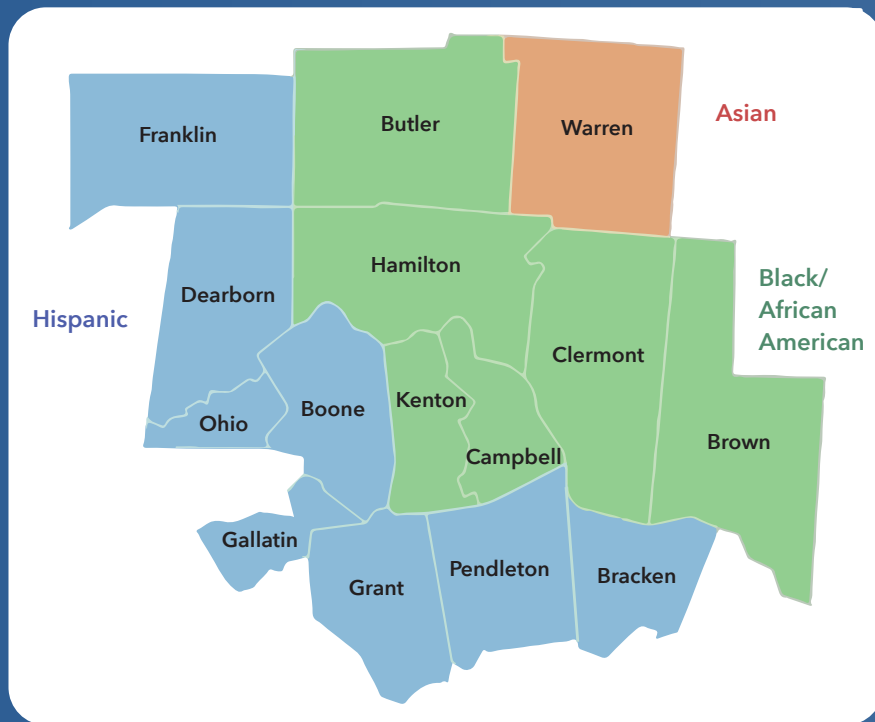 Butler
Warren
Asian
Franklin
Hamilton
Black/
African
American
Dearborn
Hispanic
Clermont
Kenton
Boone
Ohio
Brown
Campbell
Gallatin
Pendleton
Bracken
Grant